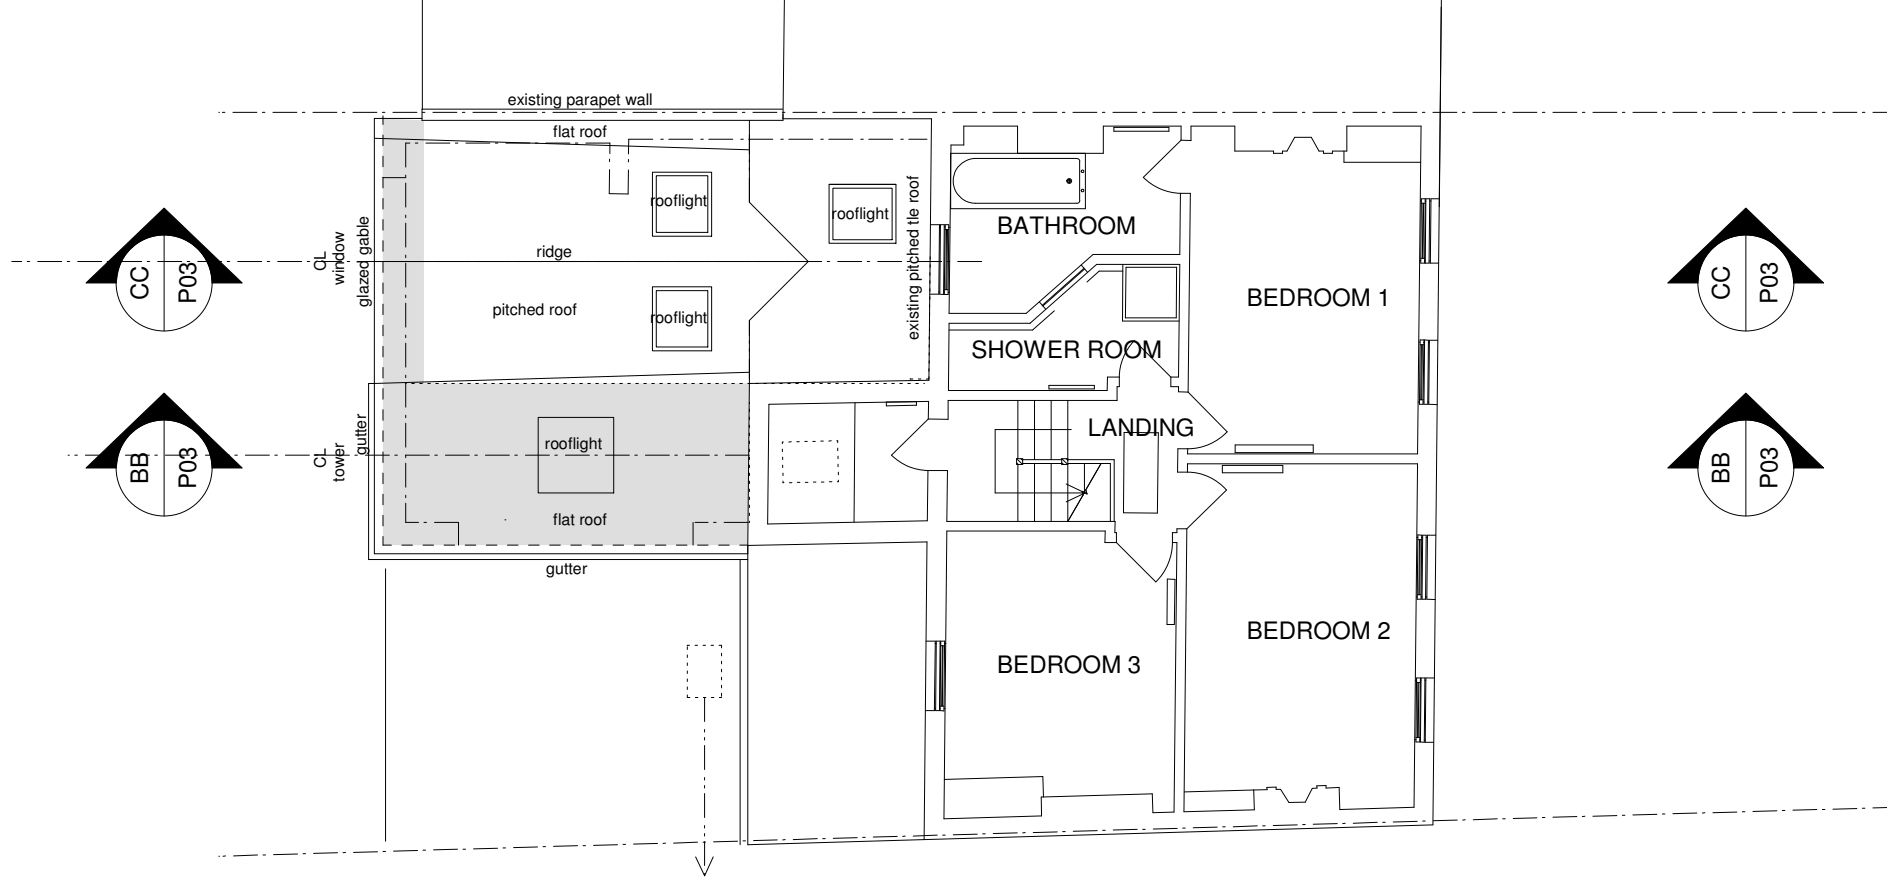 existing parapet wall
flat roof
rooflight
rooflight
existing pitched tile roof
BATHROOM
CL
window
glazed gable
ridge
CC
P03
BEDROOM 1
CC
P03
pitched roof
rooflight
SHOWER ROOM
LANDING
gutter
CL
tower
rooflight
BB
P03
BB
P03
flat roof
gutter
BEDROOM 3
BEDROOM 2